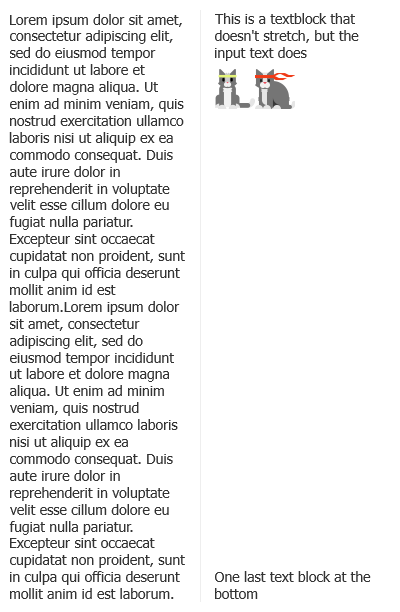 Lorem ipsum dolor sit amet,
consectetur adipiscing elit,
sed do eiusmod tempor
incididunt ut labore et
dolore magna aliqua. Ut
enim ad minim veniam, quis
nostrud exercitation ullamco
laboris nisi ut aliquip ex ea
commodo consequat. Duis
aute irure dolor in
reprehenderit in voluptate
velit esse cillum dolore eu
fugiat nulla pariatur.
Excepteur sint occaecat
cupidatat non proident, sunt
in culpa qui officia deserunt
mollit anim id est
laborum.Lorem ipsum dolor
sit amet, consectetur
adipiscing elit, sed do
eiusmod tempor incididunt
ut labore et dolore magna
aliqua. Ut enim ad minim
veniam, quis nostrud
exercitation ullamco laboris
nisi ut aliquip ex ea
commodo consequat. Duis
aute irure dolor in
reprehenderit in voluptate
velit esse cillum dolore eu
fugiat nulla pariatur.
Excepteur sint occaecat
cupidatat non proident, sunt
in culpa qui officia deserunt
mollit anim id est laborum.
This is a textblock that
doesn't stretch, but the
input text does
One last text block at the
bottom